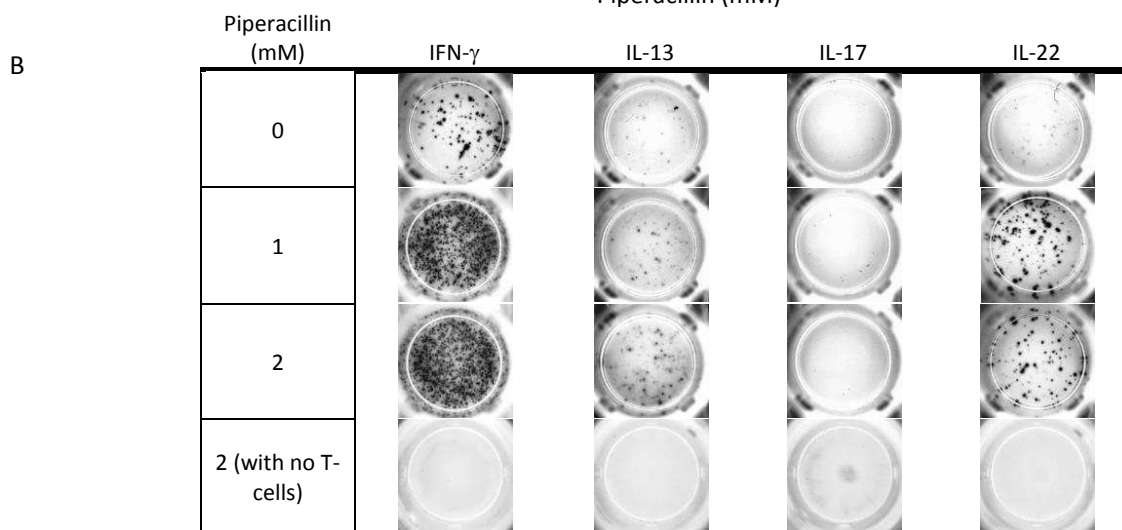 Piperacillin (mM)
Piperacillin
(mM)
IFN-γ
IL-13
IL-17
IL-22
B
0
1
2
2 (with no T-
cells)